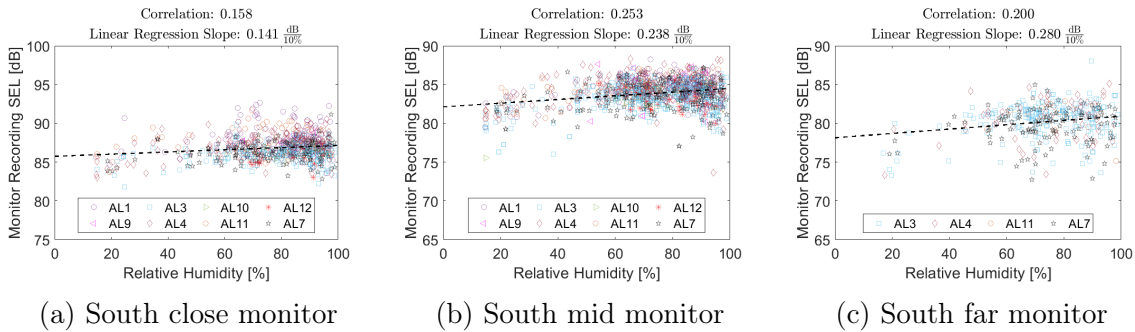 Correlation: 0.158
Linear Regression Slope: 0.141 dB/10%
Monitor Recording SEL [dB]
100
95
90
85
80
75
0 20 40 60 80 100
Relative Humidity [%]
AL1 AL3 AL10 AL12
AL9 AL4 AL11 AL7
(a) South close monitor
Correlation: 0.253
Linear Regression Slope: 0.238 dB/10%
Monitor Recording SEL [dB]
90
85
80
75
70
65
0 20 40 60 80 100
Relative Humidity [%]
AL1 AL3 AL10 AL12
AL9 AL4 AL11 AL7
(b) South mid monitor
Correlation: 0.200
Linear Regression Slope: 0.280 dB/10%
Monitor Recording SEL [dB]
90
85
80
75
70
65
0 20 40 60 80 100
Relative Humidity [%]
AL3 AL4 AL11 AL7
(c) South far monitor